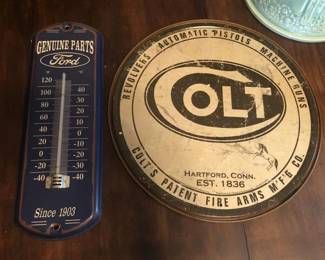 GENUINE PARTS
Ford
°F °C
120
100 40
80 30
60 20
40 10
20 0
0 -10
-20 -20
-40 -30
-40
Since 1903
REVOLVERS AUTOMATIC PISTOLS MACHINE GUNS
COLT
HARTFORD, CONN.
EST. 1836
COLT'S PATENT FIRE ARMS M'F'G CO.